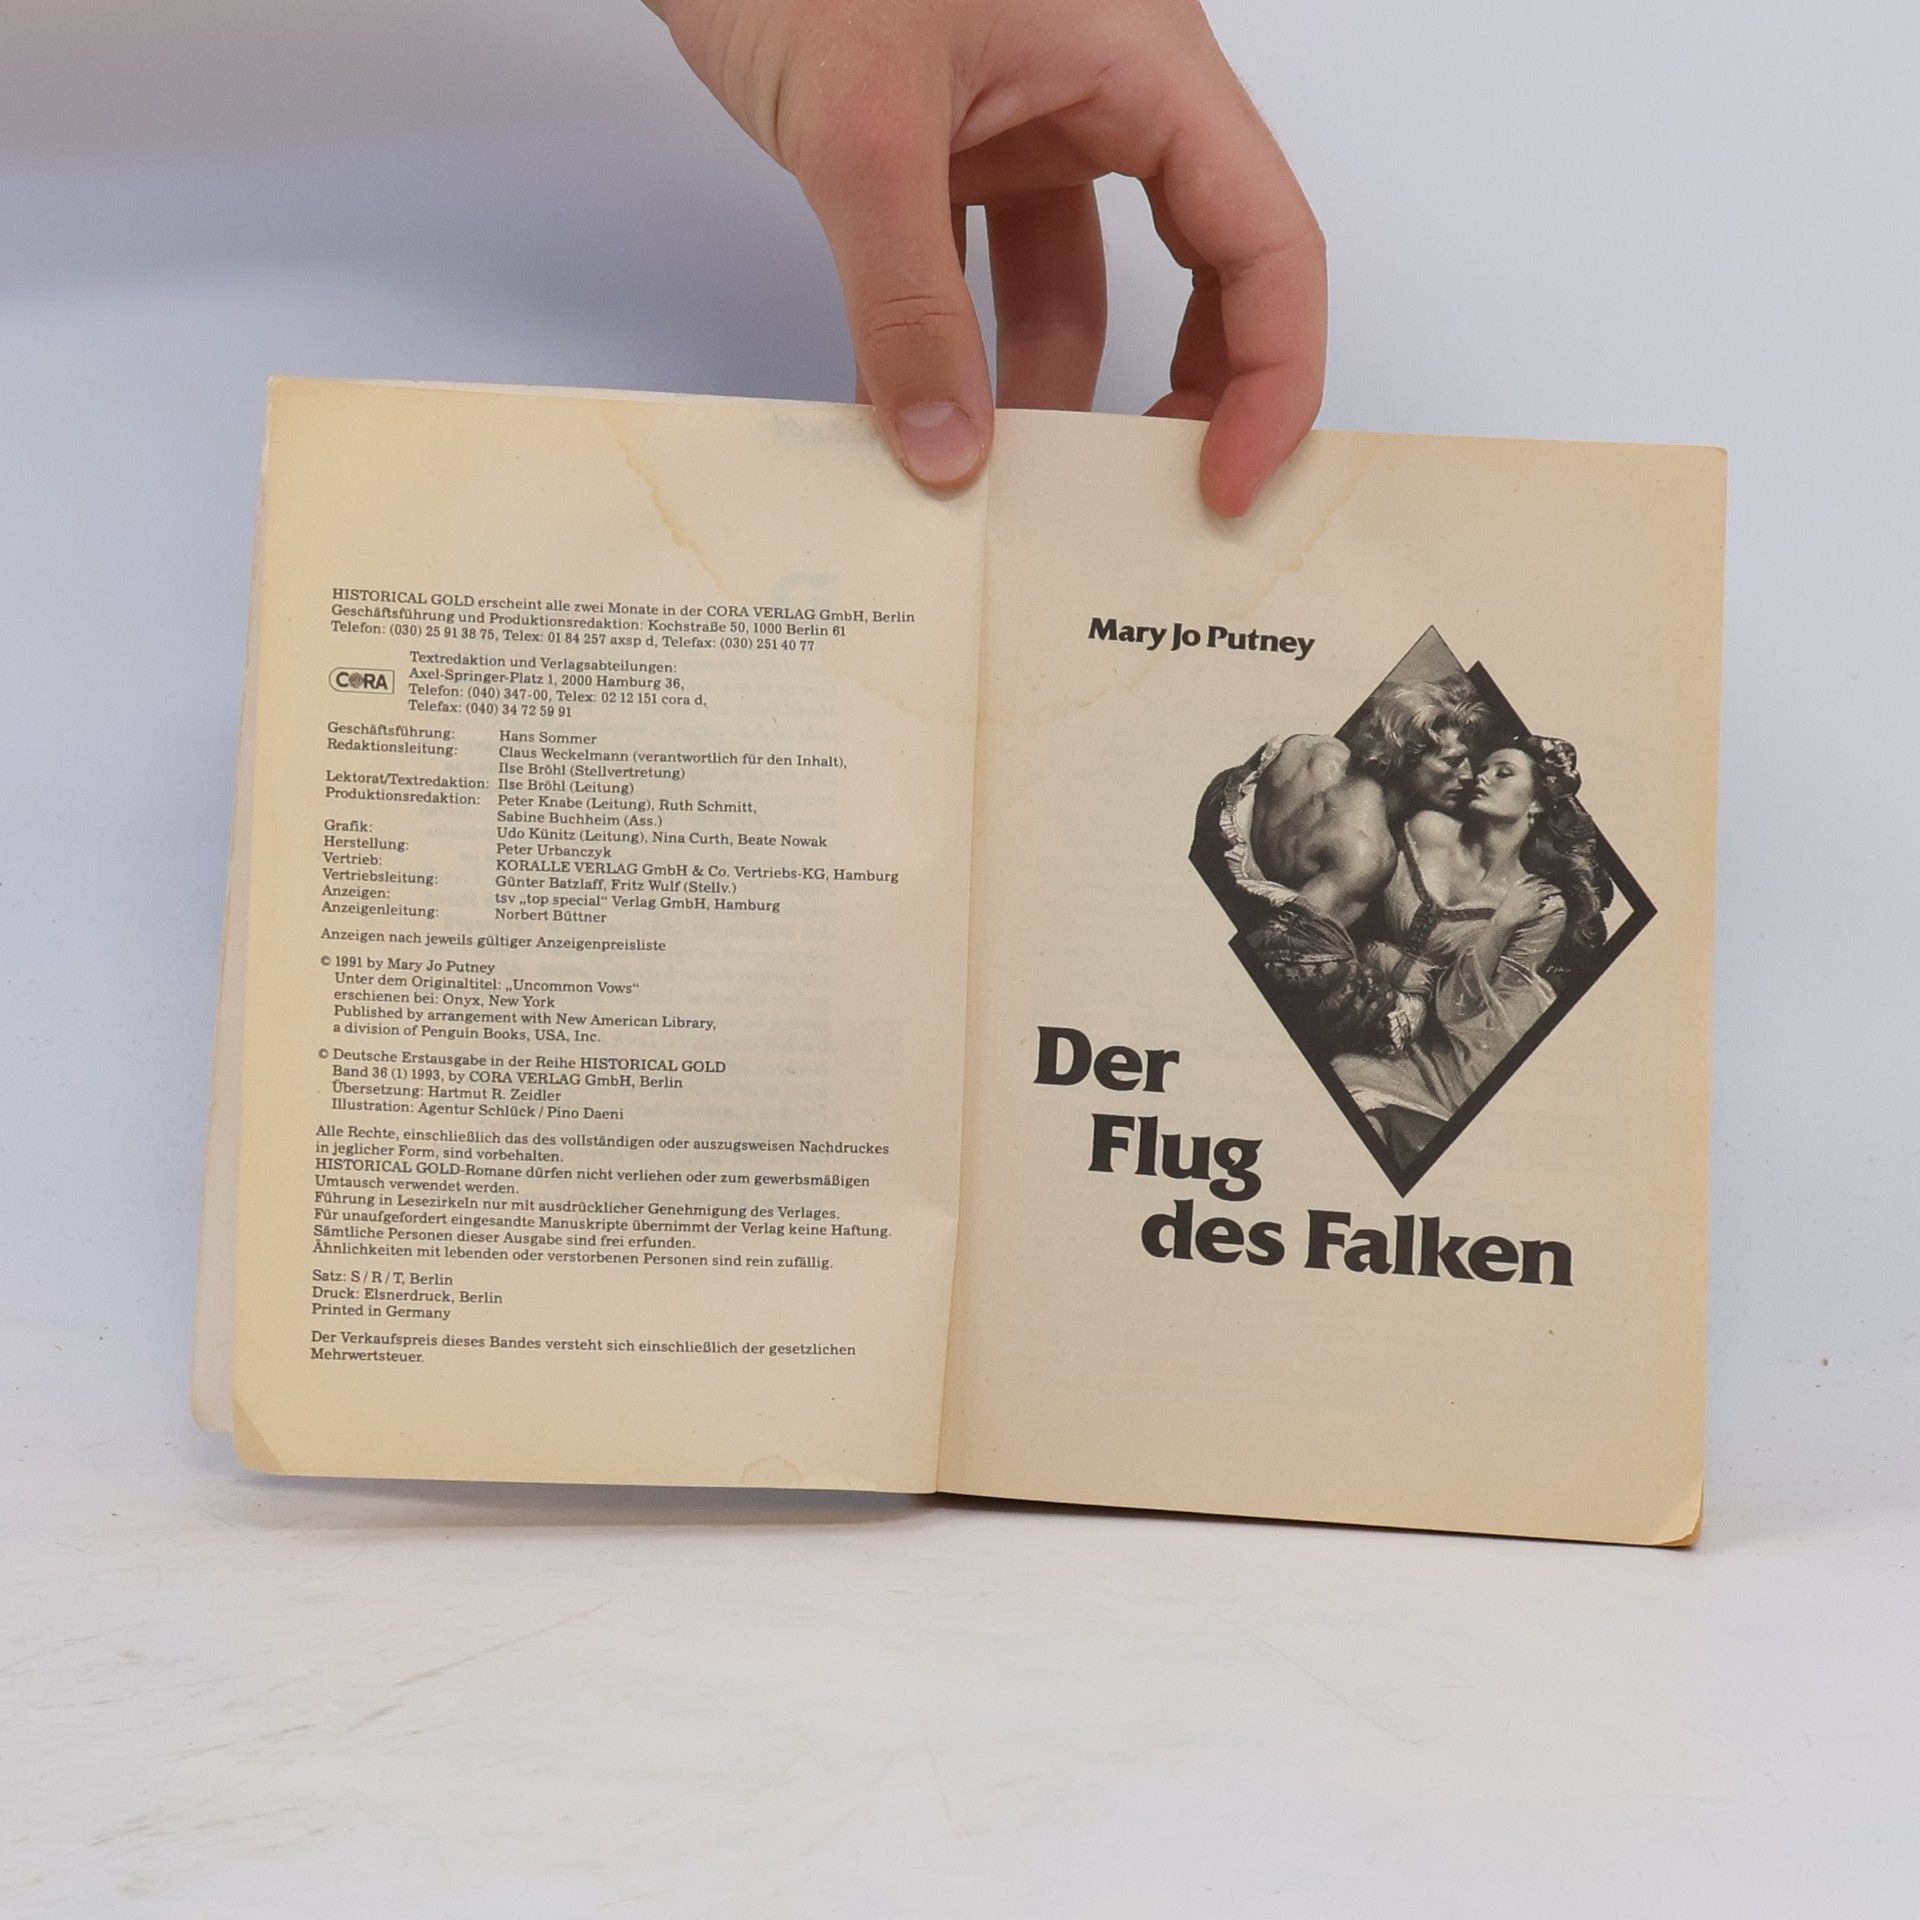 HISTORICAL GOLD erscheint alle zwei Monate in der CORA VERLAG GmbH, Berlin
Geschäftsführung und Produktionsredaktion: Kochstraße 50, 1000 Berlin 61
Telefon: (030) 25 91 38 75, Telex: 01 84 257 axsp d, Telefax: (030) 251 40 77
CORA
Textredaktion und Verlagsabteilungen:
Axel-Springer-Platz 1, 2000 Hamburg 36,
Telefon: (040) 347-00, Telex: 02 12 151 cora d,
Telefax: (040) 34 72 59 91
Geschäftsführung: Hans Sommer
Redaktionsleitung: Claus Weckelmann (verantwortlich für den Inhalt),
Ilse Bröhl (Stellvertretung)
Lektorat/Textredaktion: Ilse Bröhl (Leitung)
Produktionsredaktion: Peter Knabe (Leitung), Ruth Schmitt,
Sabine Buchheim (Ass.)
Grafik: Udo Künitz (Leitung), Nina Curth, Beate Nowak
Herstellung: Peter Urbanczyk
Vertrieb: KORALLE VERLAG GmbH & Co. Vertriebs-KG, Hamburg
Vertriebsleitung: Günter Batzlaff, Fritz Wulf (Stellv.)
Anzeigen: tsv „top special“ Verlag GmbH, Hamburg
Anzeigenleitung: Norbert Büttner
Anzeigen nach jeweils gültiger Anzeigenpreisliste
© 1991 by Mary Jo Putney
Unter dem Originaltitel: „Uncommon Vows“
erschienen bei: Onyx, New York
Published by arrangement with New American Library,
a division of Penguin Books, USA, Inc.
© Deutsche Erstausgabe in der Reihe HISTORICAL GOLD
Band 36 (1) 1993, by CORA VERLAG GmbH, Berlin
Übersetzung: Hartmut R. Zeidler
Illustration: Agentur Schlück / Pino Daeni
Alle Rechte, einschließlich das des vollständigen oder auszugsweisen Nachdruckes
in jeglicher Form, sind vorbehalten.
HISTORICAL GOLD-Romane dürfen nicht verliehen oder zum gewerbsmäßigen
Umtausch verwendet werden.
Führung in Lesezirkeln nur mit ausdrücklicher Genehmigung des Verlages.
Für unaufgefordert eingesandte Manuskripte übernimmt der Verlag keine Haftung.
Sämtliche Personen dieser Ausgabe sind frei erfunden.
Ähnlichkeiten mit lebenden oder verstorbenen Personen sind rein zufällig.
Satz: S / R / T, Berlin
Druck: Elsnerdruck, Berlin
Printed in Germany
Der Verkaufspreis dieses Bandes versteht sich einschließlich der gesetzlichen
Mehrwertsteuer.
Mary Jo Putney
Der
Flug
des Falken